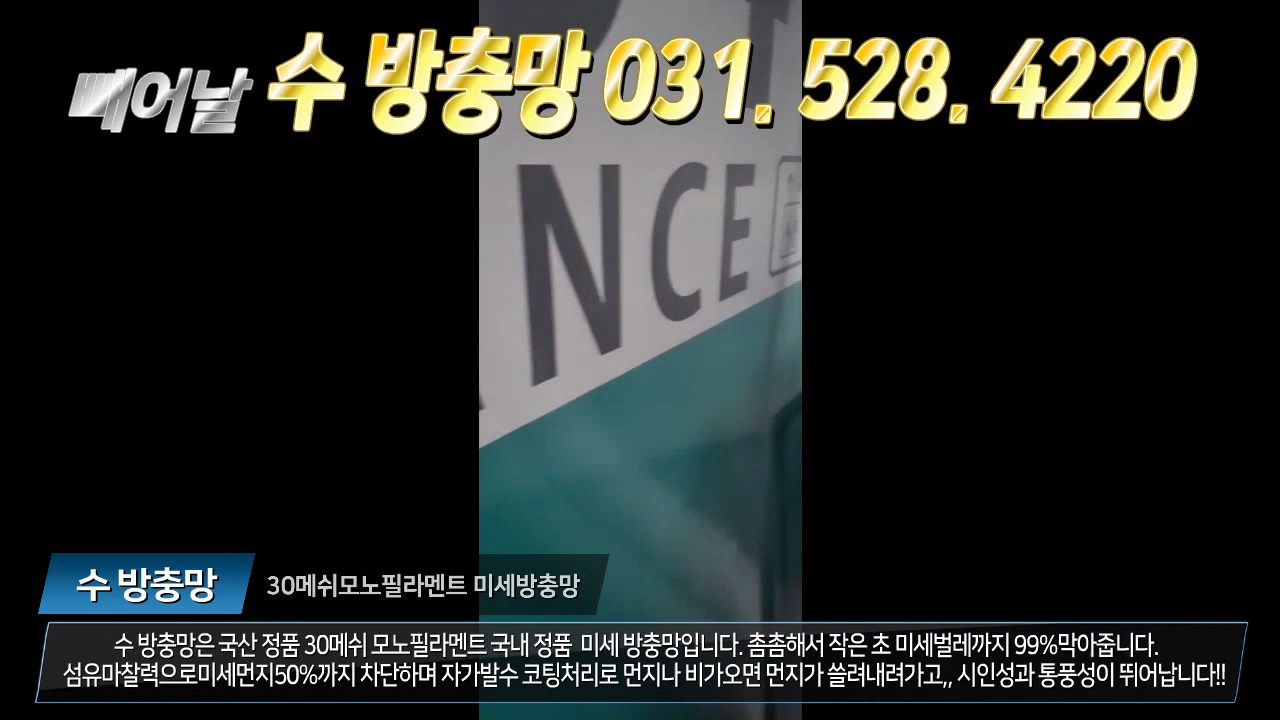 빼어날 수 방충망 031. 528. 4220
NCE
수 방충망
30메쉬모노필라멘트 미세방충망
수 방충망은 국산 정품 30메쉬 모노필라멘트 국내 정품 미세 방충망입니다. 촘촘해서 작은 초 미세벌레까지 99%막아줍니다.
섬유마찰력으로미세먼지50%까지 차단하며 자가발수 코팅처리로 먼지나 비가오면 먼지가 쓸려내려가고,, 시인성과 통풍성이 뛰어납니다!!